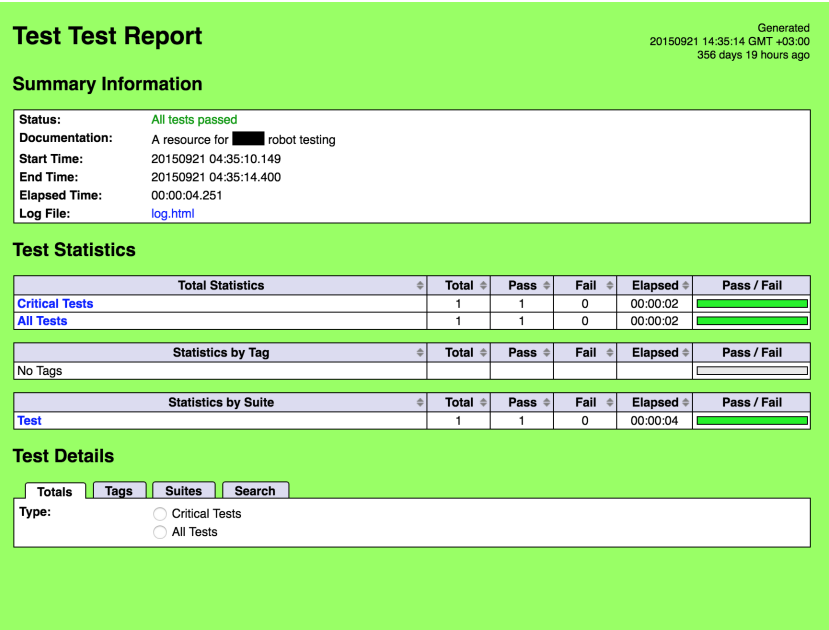 Test Test Report
Generated
20150921 14:35:14 GMT +03:00
356 days 19 hours ago
Summary Information
Status: All tests passed
Documentation: A resource for robot testing
Start Time: 20150921 04:35:10.149
End Time: 20150921 04:35:14.400
Elapsed Time: 00:00:04.251
Log File: log.html
Test Statistics
Total Statistics Total Pass Fail Elapsed Pass / Fail
Critical Tests 1 1 0 00:00:02
All Tests 1 1 0 00:00:02
Statistics by Tag Total Pass Fail Elapsed Pass / Fail
No Tags
Statistics by Suite Total Pass Fail Elapsed Pass / Fail
Test 1 1 0 00:00:04
Test Details
Totals Tags Suites Search
Type: Critical Tests
All Tests